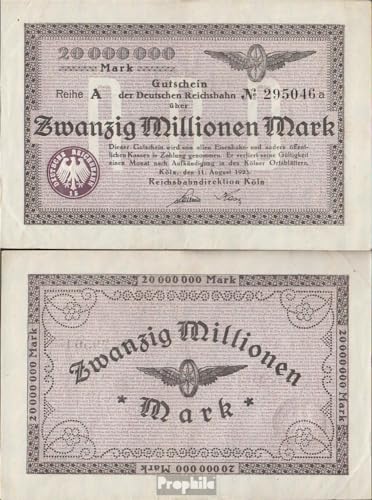 20 000 000
Mark
Gutschein
Reihe A der Deutschen Reichsbahn № 295046 a
über
Zwanzig Millionen Mark
Dieser Gutschein wird von allen Eisenbahn- und andern öffent-
lichen Kassen in Zahlung genommen. Er verliert seine Gültigkeit
einen Monat nach Aufkündigung in den Kölner Ortsblättern.
Köln, den 11. August 1923.
Reichsbahndirektion Köln
DEUTSCHE REICHSBAHN
20 000 000 Mark
20 000 000 Mark
20 000 000 Mark
Zwanzig Millionen
* Mark *
20 000 000 Mark
Prophila